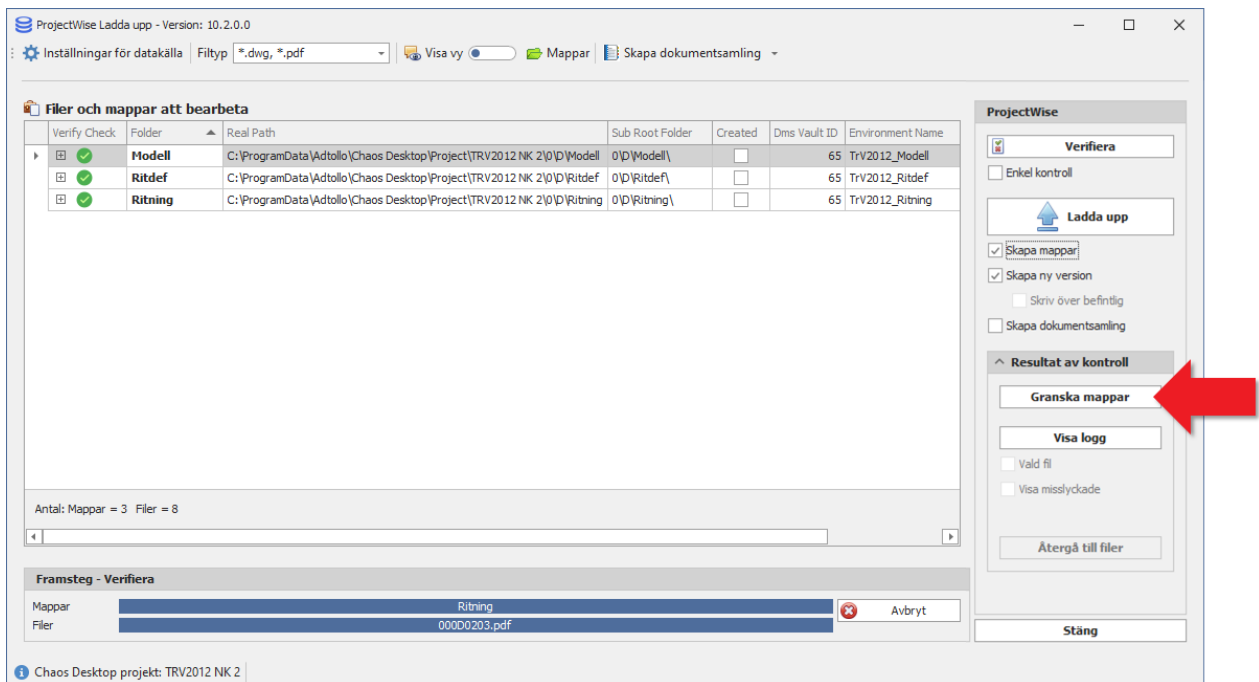 ProjectWise Ladda upp - Version: 10.2.0.0
Inställningar för datakälla Filtyp *.dwg, *.pdf Visa vy Mappar Skapa dokumentsamling
Filer och mappar att bearbeta
Verify Check Folder Real Path Sub Root Folder Created Dms Vault ID Environment Name
Modell C:\ProgramData\Adtollo\Chaos Desktop\Project\TRV2012 NK 2\0\D\Modell 0\D\Modell\ 65 TrV2012_Modell
Ritdef C:\ProgramData\Adtollo\Chaos Desktop\Project\TRV2012 NK 2\0\D\Ritdef 0\D\Ritdef\ 65 TrV2012_Ritdef
Ritning C:\ProgramData\Adtollo\Chaos Desktop\Project\TRV2012 NK 2\0\D\Ritning 0\D\Ritning\ 65 TrV2012_Ritning
Antal: Mappar = 3 Filer = 8
Framsteg - Verifiera
Mappar Ritning
Filer 000D0203.pdf
Avbryt
ProjectWise
Verifiera
Enkel kontroll
Ladda upp
Skapa mappar
Skapa ny version
Skriv över befintlig
Skapa dokumentsamling
Resultat av kontroll
Granska mappar
Visa logg
Vald fil
Visa misslyckade
Återgå till filer
Stäng
Chaos Desktop projekt: TRV2012 NK 2